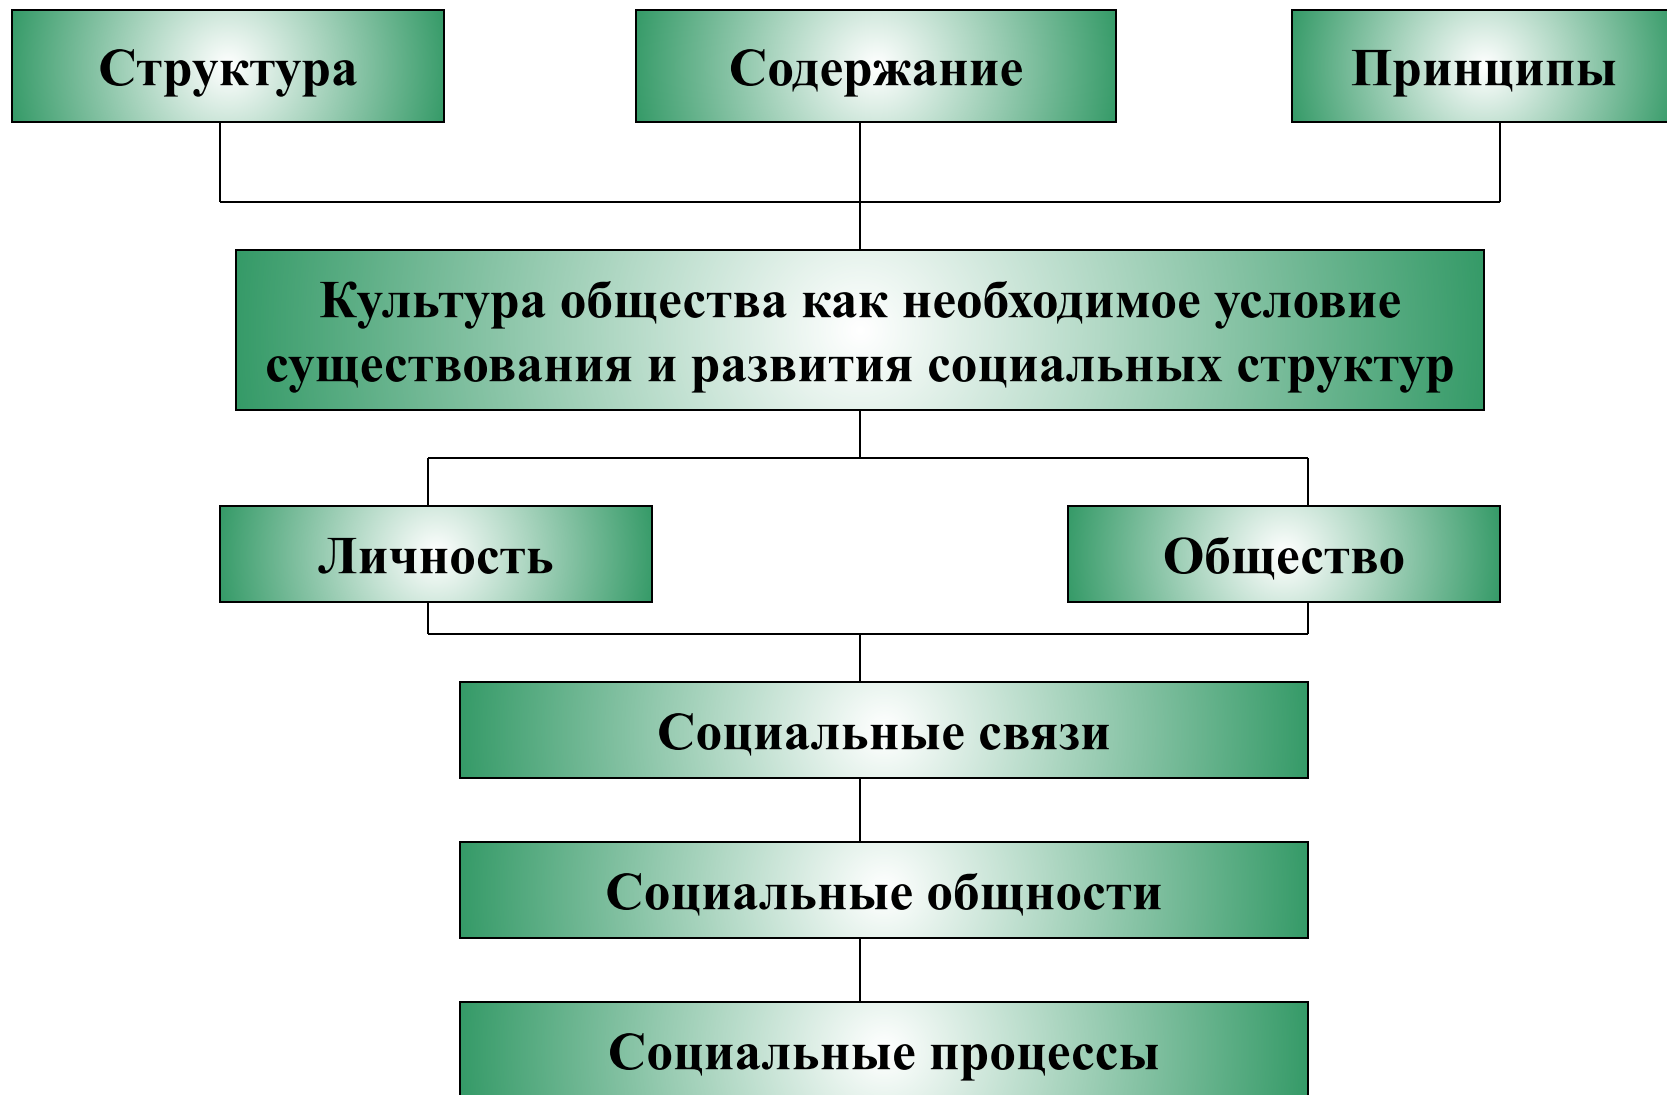 Структура
Содержание
Принципы
Культура общества как необходимое условие
существования и развития социальных структур
Личность
Общество
Социальные связи
Социальные общности
Социальные процессы